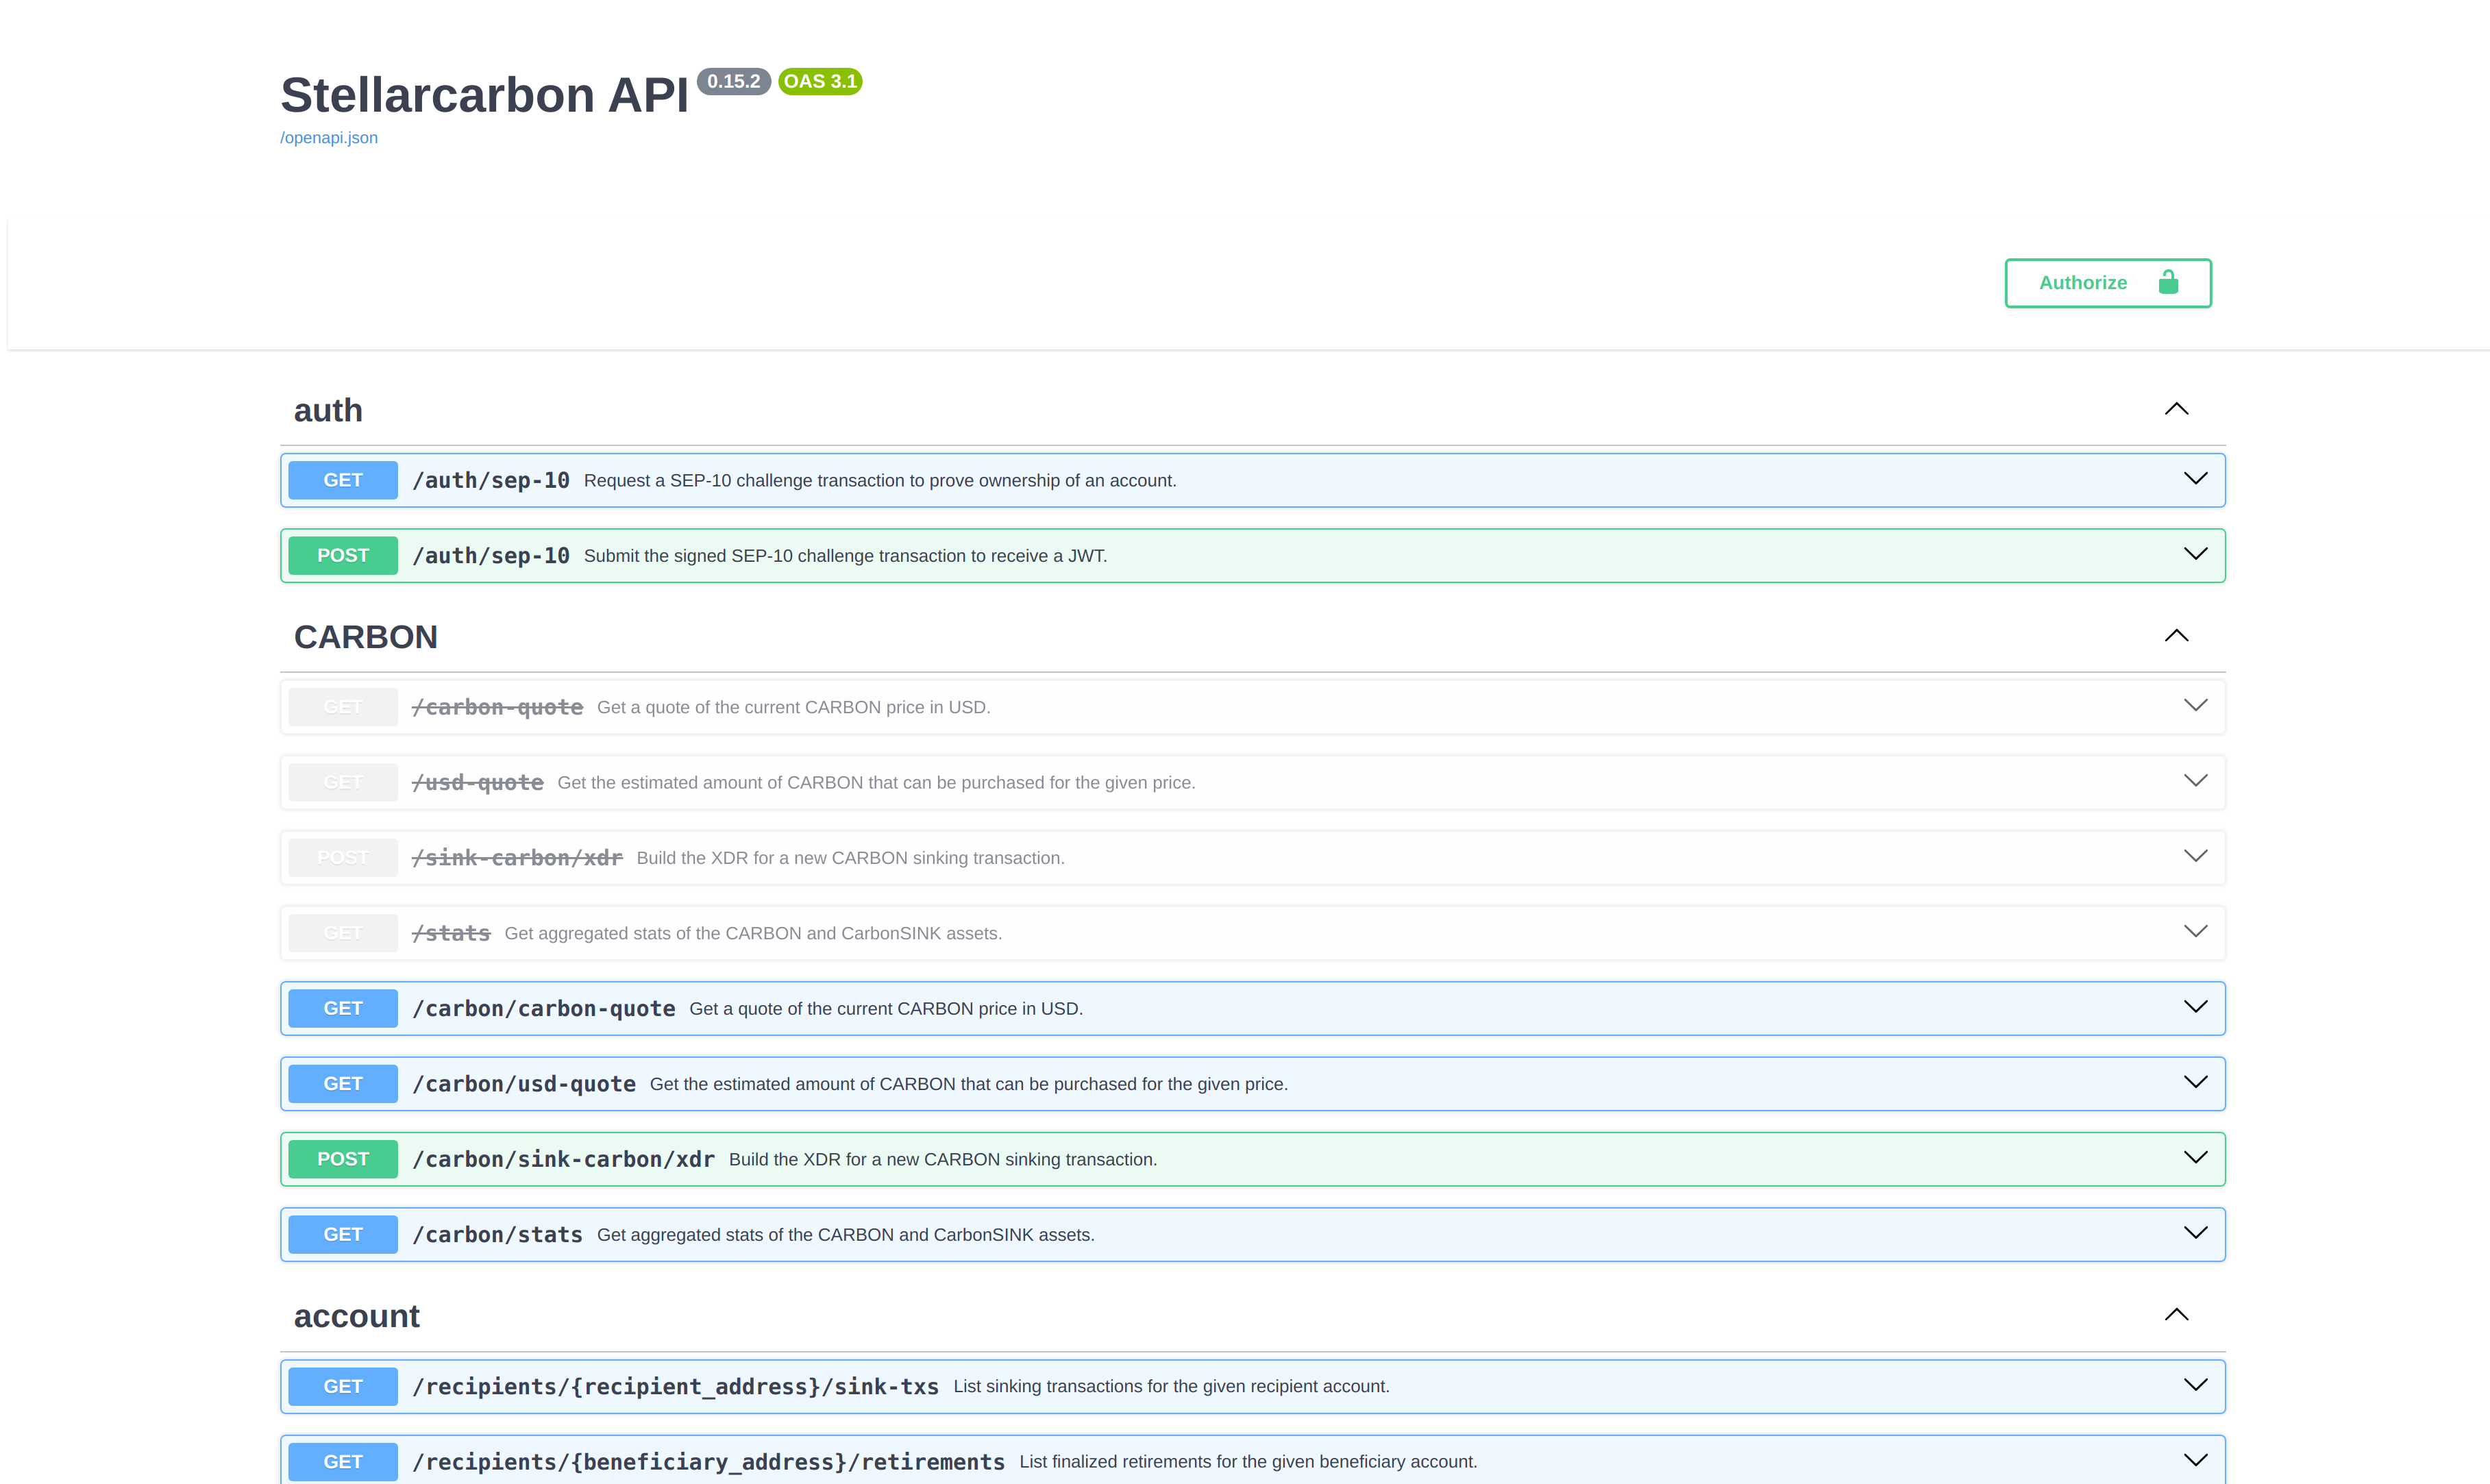 Stellarcarbon API 0.15.2 OAS 3.1
/openapi.json
Authorize
auth
GET /auth/sep-10 Request a SEP-10 challenge transaction to prove ownership of an account.
POST /auth/sep-10 Submit the signed SEP-10 challenge transaction to receive a JWT.
CARBON
GET /carbon-quote Get a quote of the current CARBON price in USD.
GET /usd-quote Get the estimated amount of CARBON that can be purchased for the given price.
POST /sink-carbon/xdr Build the XDR for a new CARBON sinking transaction.
GET /stats Get aggregated stats of the CARBON and CarbonSINK assets.
GET /carbon/carbon-quote Get a quote of the current CARBON price in USD.
GET /carbon/usd-quote Get the estimated amount of CARBON that can be purchased for the given price.
POST /carbon/sink-carbon/xdr Build the XDR for a new CARBON sinking transaction.
GET /carbon/stats Get aggregated stats of the CARBON and CarbonSINK assets.
account
GET /recipients/{recipient_address}/sink-txs List sinking transactions for the given recipient account.
GET /recipients/{beneficiary_address}/retirements List finalized retirements for the given beneficiary account.